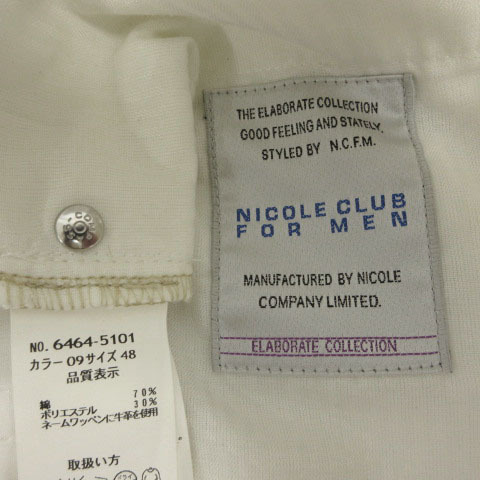 THE ELABORATE COLLECTION
GOOD FEELING AND STATELY.
STYLED BY N.C.F.M.
NICOLE CLUB
FOR MEN
MANUFACTURED BY NICOLE
COMPANY LIMITED.
ELABORATE COLLECTION
NO. 6464-5101
カラー 09 サイズ 48
品質表示
70%
綿
30%
ポリエステル
ネームワッペンに牛革を使用
取扱い方